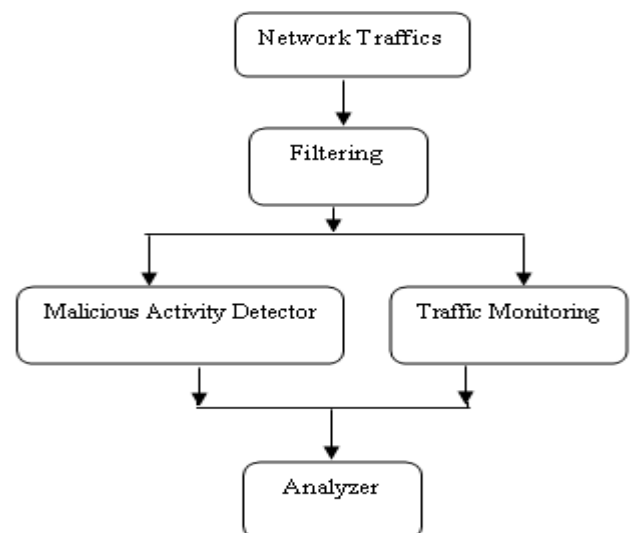 Network Traffics
Filtering
Malicious Activity Detector
Traffic Monitoring
Analyzer